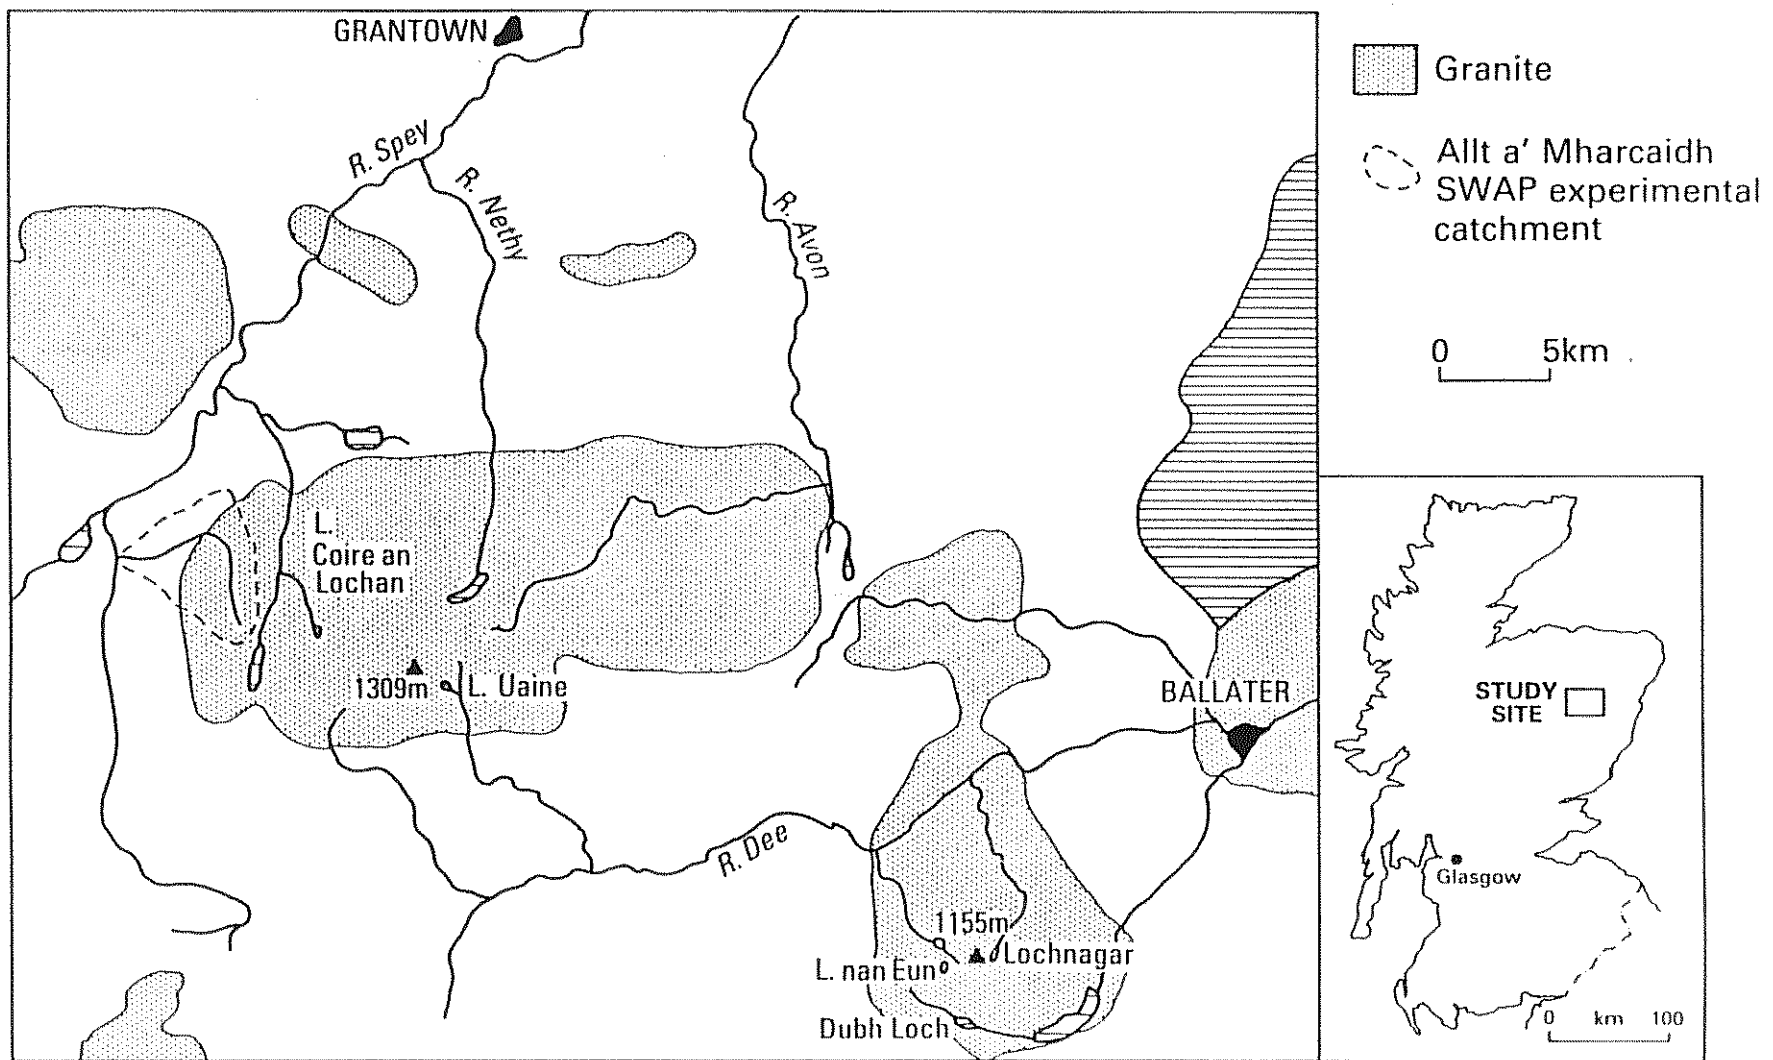 GRANTOWN
R. Spey
R. Nethy
R. Avon
L.
Coire an
Lochan
1309m
L. Uaine
BALLATER
R. Dee
1155m
Lochnagar
L. nan Eun
Dubh Loch
Granite
Allt a' Mharcaidh
SWAP experimental
catchment
0 5km
STUDY
SITE
Glasgow
0 km 100